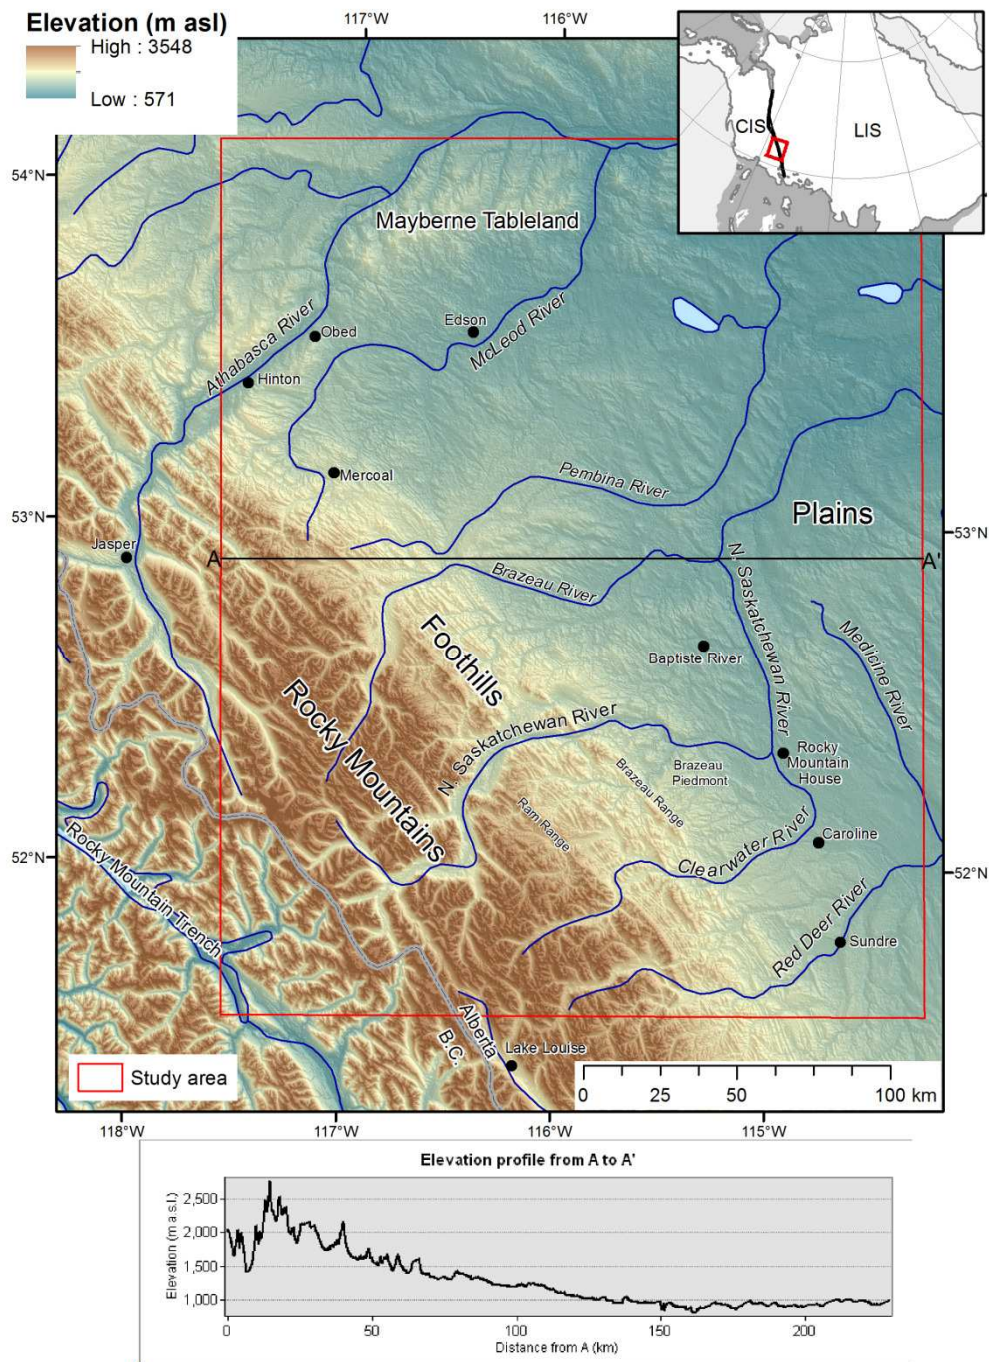 Elevation (m asl)
High : 3548
Low : 571
117°W
116°W
CIS
LIS
54°N
Mayberne Tableland
Athabasca River
Obed
Edson
McLeod River
Hinton
Mercoal
Pembina River
53°N
Plains
53°N
Jasper
A
A'
Brazeau River
N. Saskatchewan River
Foothills
Baptiste River
Medicine River
Rocky Mountains
N. Saskatchewan River
Rocky
Mountain
House
Brazeau
Piedmont
Brazeau Range
Ram Range
Rocky Mountain Trench
52°N
Clearwater River
Caroline
52°N
Red Deer River
Sundre
Alberta
B.C.
Lake Louise
Study area
0 25 50 100 km
118°W
117°W
116°W
115°W
Elevation profile from A to A'
Elevation (m a.s.l.)
2,500
2,000
1,500
1,000
0
50
100
150
200
Distance from A (km)